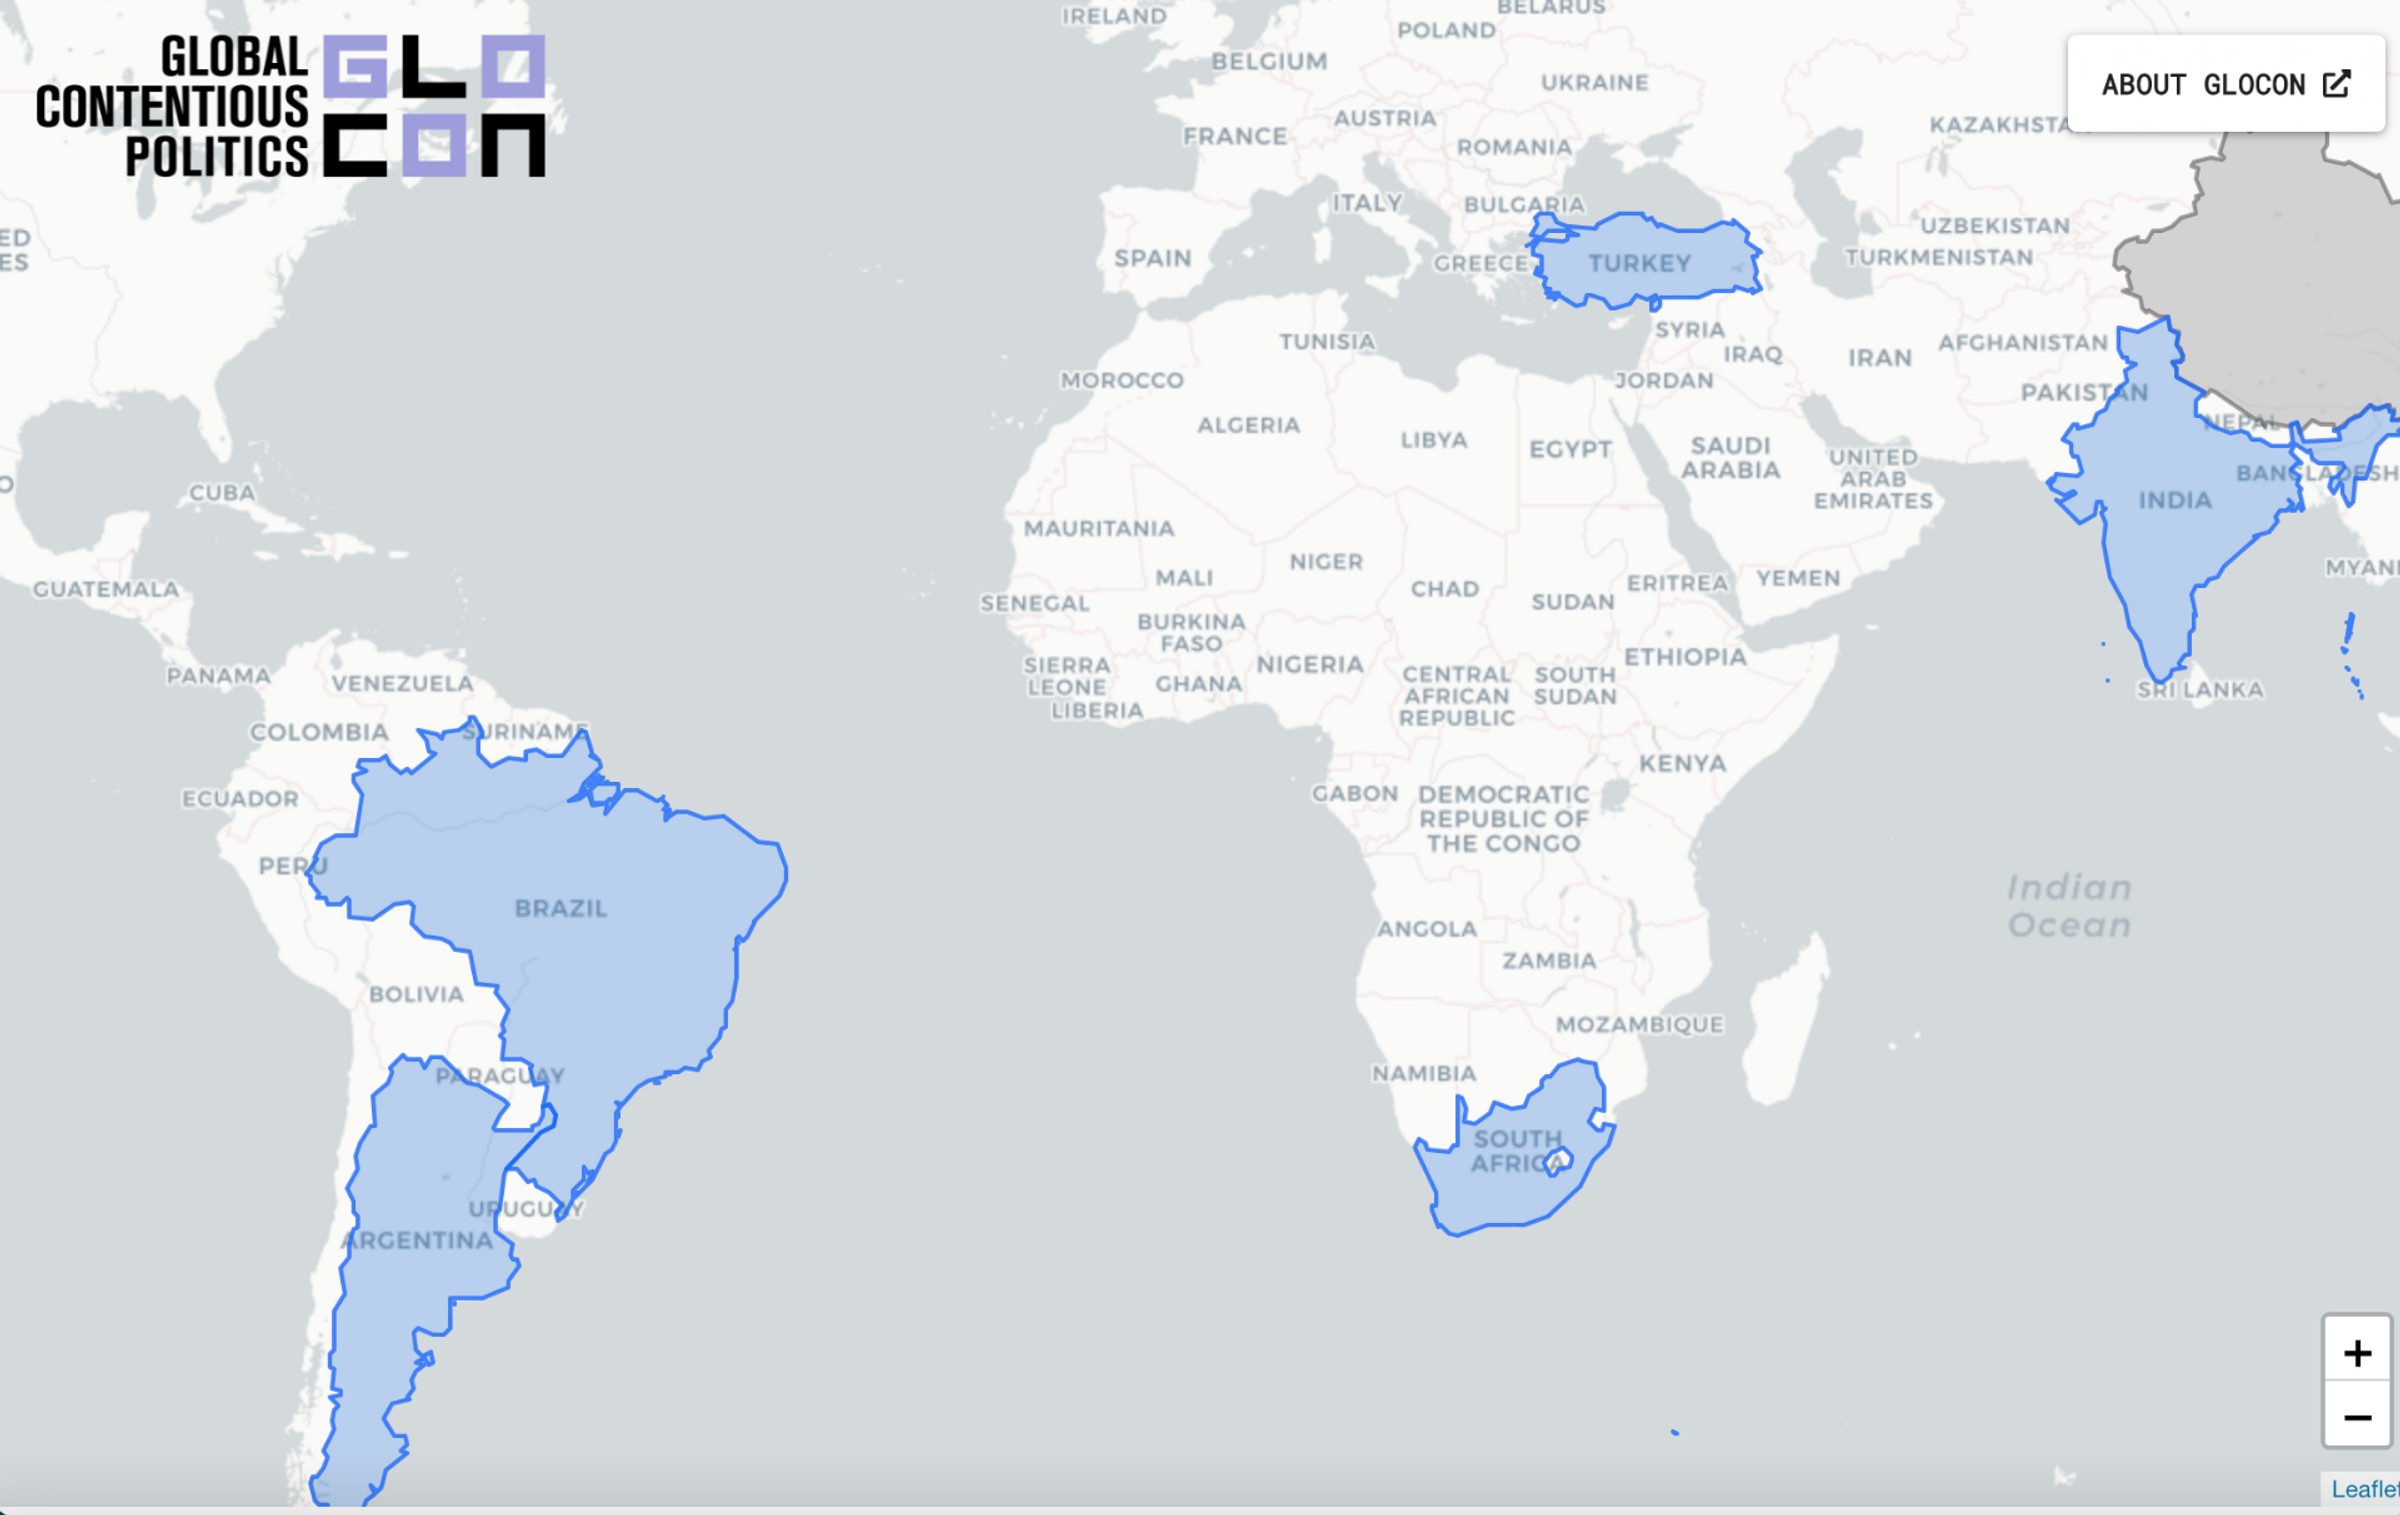 GLOBAL
CONTENTIOUS
POLITICS
GLO
CON
ABOUT GLOCON
IRELAND
BELARUS
POLAND
BELGIUM
UKRAINE
AUSTRIA
FRANCE
ROMANIA
KAZAKHSTA
ITALY
BULGARIA
UZBEKISTAN
ED
ES
SPAIN
GREECE
TURKEY
TURKMENISTAN
TUNISIA
SYRIA
IRAQ
IRAN
AFGHANISTAN
MOROCCO
JORDAN
PAKISTAN
ALGERIA
LIBYA
EGYPT
SAUDI
ARABIA
UNITED
ARAB
EMIRATES
NEPAL
BANGLADESH
INDIA
O
CUBA
MAURITANIA
NIGER
MALI
CHAD
SUDAN
ERITREA
YEMEN
MYAN
GUATEMALA
SENEGAL
BURKINA
FASO
NIGERIA
ETHIOPIA
SIERRA
LEONE
GHANA
LIBERIA
CENTRAL
AFRICAN
REPUBLIC
SOUTH
SUDAN
SRI LANKA
PANAMA
VENEZUELA
COLOMBIA
SURINAME
KENYA
ECUADOR
GABON
DEMOCRATIC
REPUBLIC OF
THE CONGO
PERU
BRAZIL
Indian
Ocean
ANGOLA
ZAMBIA
BOLIVIA
MOZAMBIQUE
PARAGUAY
NAMIBIA
SOUTH
AFRICA
URUGUAY
ARGENTINA
+
−
Leaflet